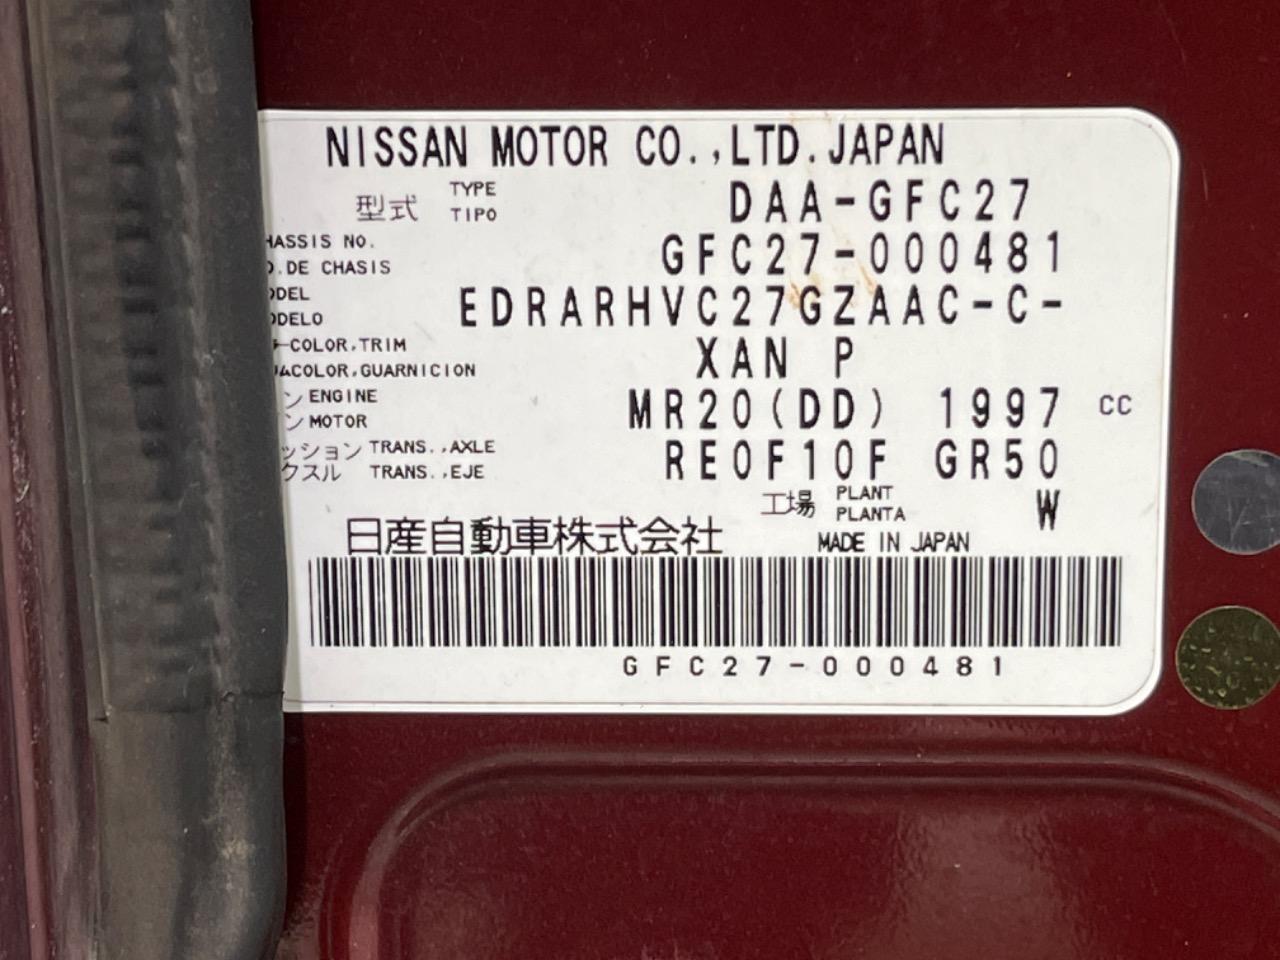 NISSAN MOTOR CO.,LTD.JAPAN
型式 TYPE TIPO DAA-GFC27
HASSIS NO.
O.DE CHASIS GFC27-000481
ODEL
ODELO EDRARHVC27GZAAC-C-
COLOR,TRIM
ACOLOR,GUARNICION XAN P
ン ENGINE
ン MOTOR MR20(DD) 1997 CC
ッション TRANS.,AXLE
クスル TRANS.,EJE RE0F10F GR50
工場 PLANT PLANTA W
日産自動車株式会社 MADE IN JAPAN
GFC27-000481